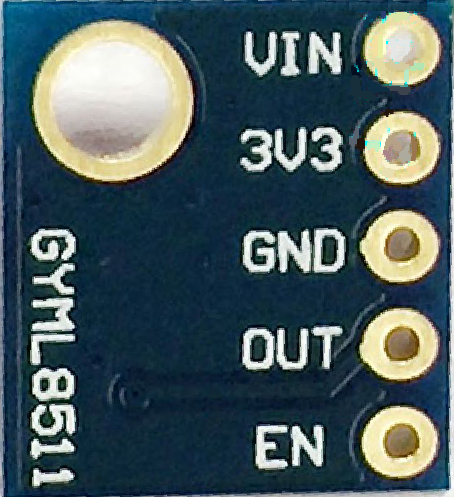 VIN
3V3
GND
OUT
EN
GYML8511